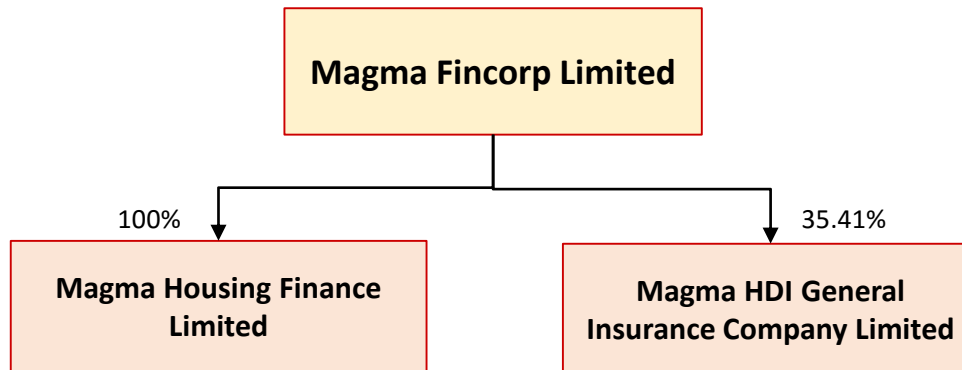 Magma Fincorp Limited
100%
35.41%
Magma Housing Finance
Limited
Magma HDI General
Insurance Company Limited